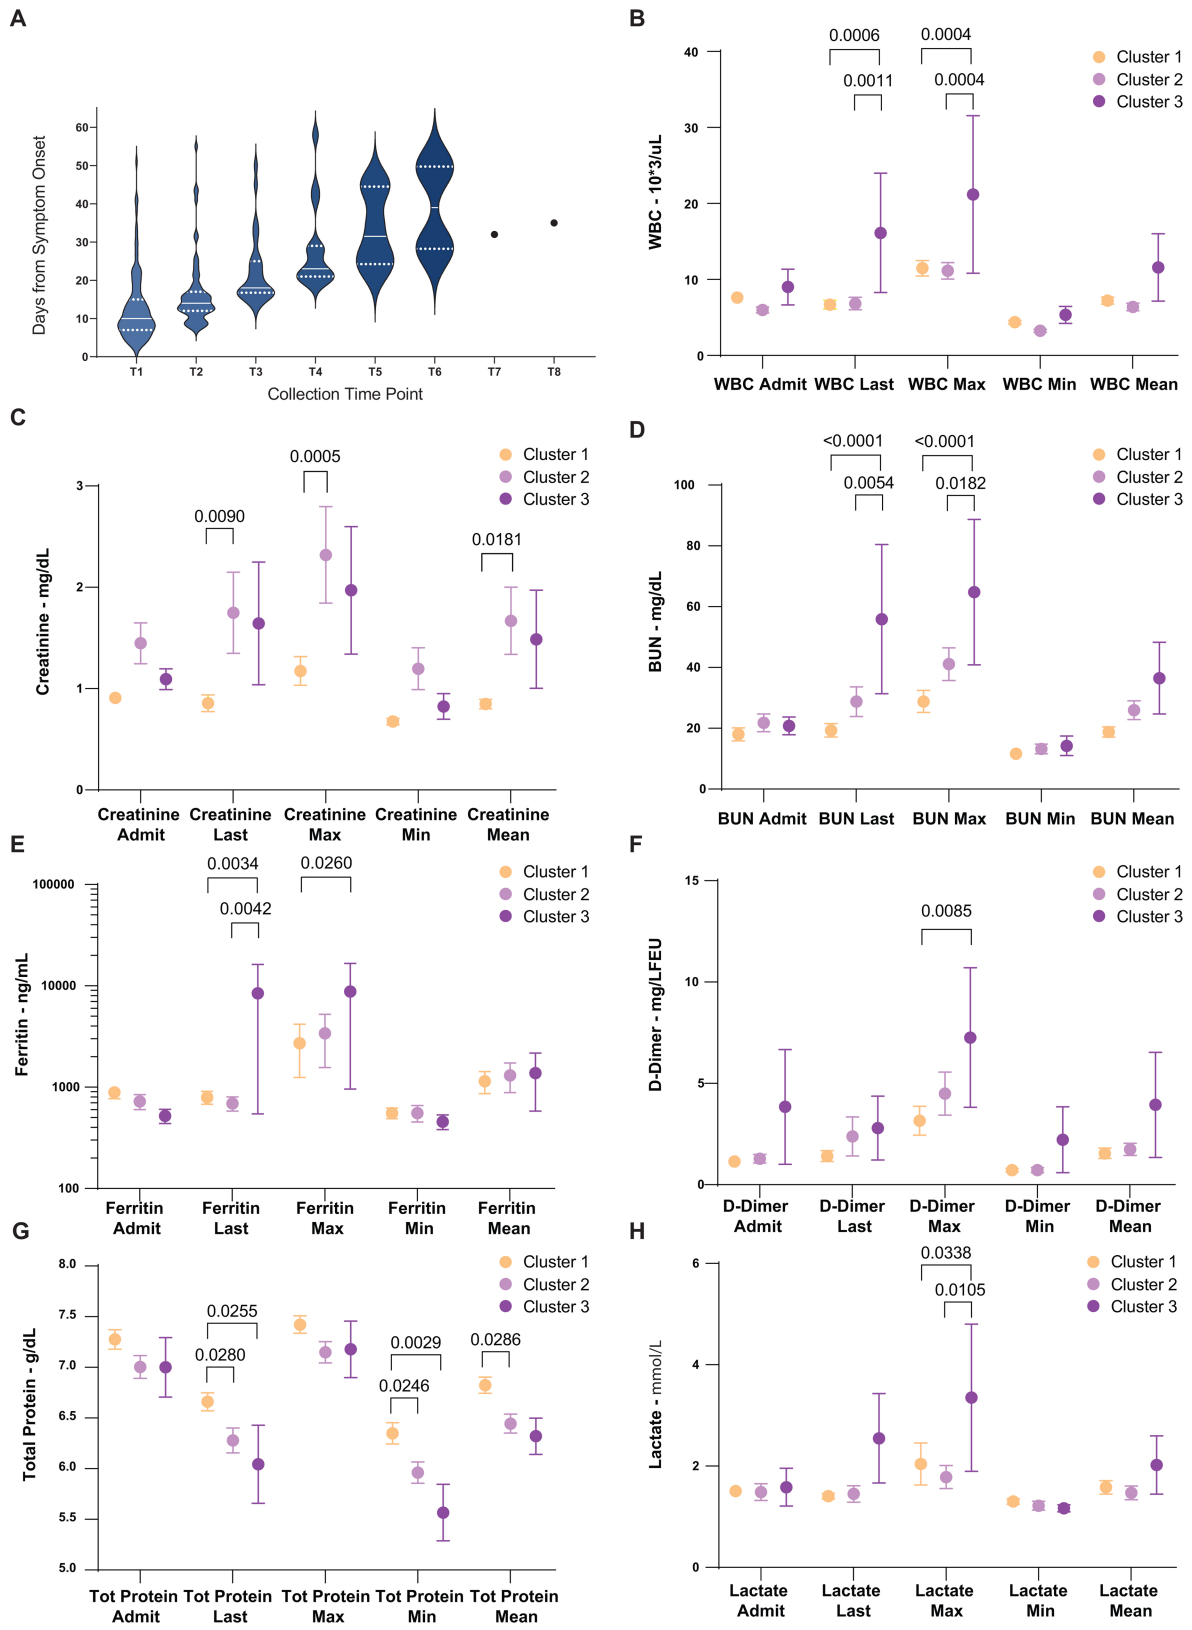 A
Days from Symptom Onset
60
50
40
30
20
10
0
T1 T2 T3 T4 T5 T6 T7 T8
Collection Time Point
B
WBC - 10*3/uL
40
30
20
10
0
0.0006
0.0004
0.0011
0.0004
Cluster 1
Cluster 2
Cluster 3
WBC Admit WBC Last WBC Max WBC Min WBC Mean
C
Creatinine - mg/dL
3
2
1
0
0.0090
0.0005
0.0181
Cluster 1
Cluster 2
Cluster 3
Creatinine Creatinine Creatinine Creatinine Creatinine
Admit Last Max Min Mean
D
BUN - mg/dL
100
80
60
40
20
0
<0.0001
<0.0001
0.0054
0.0182
Cluster 1
Cluster 2
Cluster 3
BUN Admit BUN Last BUN Max BUN Min BUN Mean
E
Ferritin - ng/mL
100000
10000
1000
100
0.0034
0.0260
0.0042
Cluster 1
Cluster 2
Cluster 3
Ferritin Ferritin Ferritin Ferritin Ferritin
Admit Last Max Min Mean
F
D-Dimer - mg/LFEU
15
10
5
0
0.0085
Cluster 1
Cluster 2
Cluster 3
D-Dimer D-Dimer D-Dimer D-Dimer D-Dimer
Admit Last Max Min Mean
G
Total Protein - g/dL
8.0
7.5
7.0
6.5
6.0
5.5
5.0
0.0255
0.0280
0.0029
0.0246
0.0286
Cluster 1
Cluster 2
Cluster 3
Tot Protein Tot Protein Tot Protein Tot Protein Tot Protein
Admit Last Max Min Mean
H
Lactate - mmol/L
6
4
2
0
0.0338
0.0105
Cluster 1
Cluster 2
Cluster 3
Lactate Lactate Lactate Lactate Lactate
Admit Last Max Min Mean